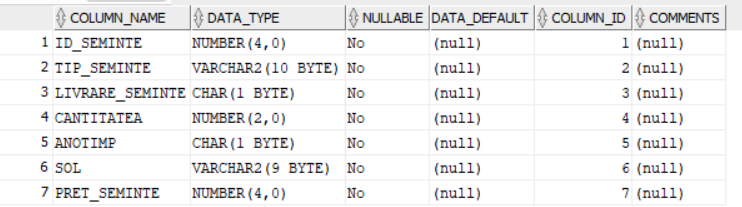 COLUMN_NAME DATA_TYPE NULLABLE DATA_DEFAULT COLUMN_ID COMMENTS
1 ID_SEMINTE NUMBER(4,0) No (null) 1 (null)
2 TIP_SEMINTE VARCHAR2(10 BYTE) No (null) 2 (null)
3 LIVRARE_SEMINTE CHAR(1 BYTE) No (null) 3 (null)
4 CANTITATEA NUMBER(2,0) No (null) 4 (null)
5 ANOTIMP CHAR(1 BYTE) No (null) 5 (null)
6 SOL VARCHAR2(9 BYTE) No (null) 6 (null)
7 PRET_SEMINTE NUMBER(4,0) No (null) 7 (null)